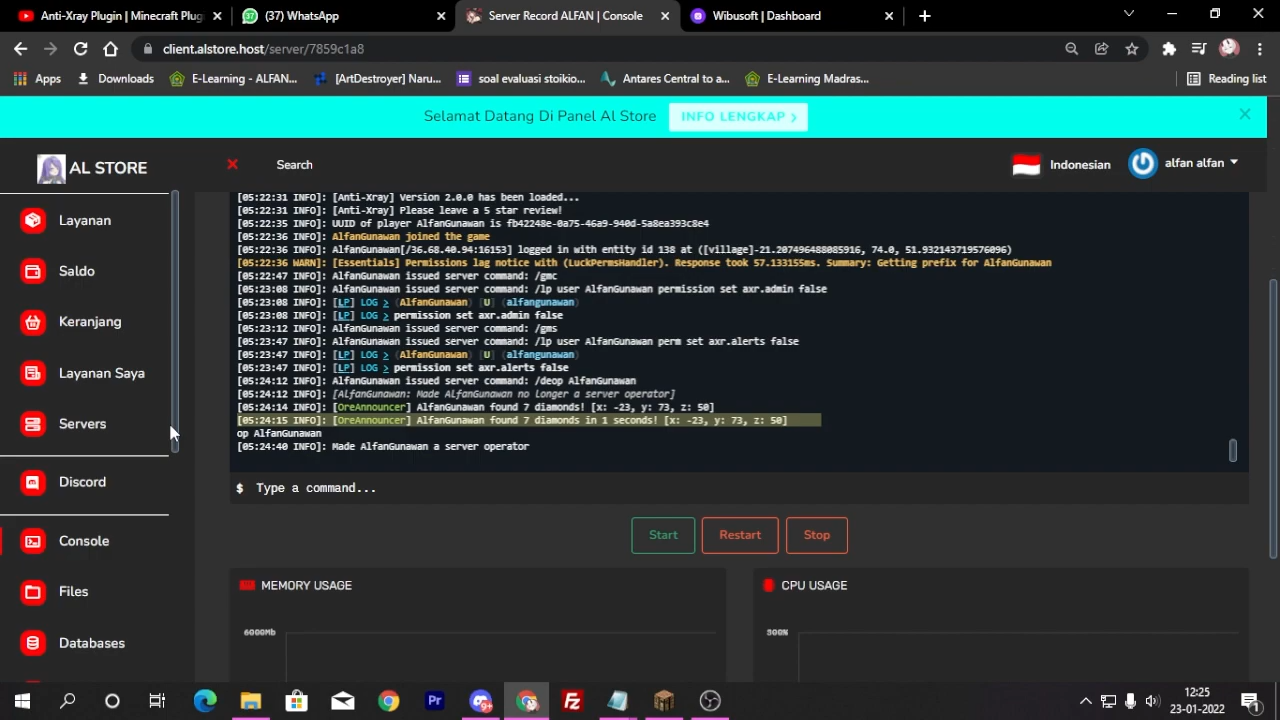 Anti-Xray Plugin | Minecraft Plug
(37) WhatsApp
Server Record ALFAN | Console
Wibusoft | Dashboard
client.alstore.host/server/7859c1a8
Apps
Downloads
E-Learning - ALFAN...
[ArtDestroyer] Naru...
soal evaluasi stoikio...
Antares Central to a...
E-Learning Madras...
Reading list
Selamat Datang Di Panel Al Store
INFO LENGKAP
AL STORE
Search
Indonesian
alfan alfan
Layanan
Saldo
Keranjang
Layanan Saya
Servers
Discord
Console
Files
Databases
[05:22:31 INFO]: [Anti-Xray] Version 2.0.0 has been loaded...
[05:22:31 INFO]: [Anti-Xray] Please leave a 5 star review!
[05:22:35 INFO]: UUID of player AlfanGunawan is fb42248e-0a75-46a9-940d-5a8ea393c8e4
[05:22:36 INFO]: AlfanGunawan joined the game
[05:22:36 INFO]: AlfanGunawan[/36.68.40.94:16153] logged in with entity id 138 at ([village]-21.207496488085916, 74.0, 51.932143719576096)
[05:22:36 WARN]: [Essentials] Permissions lag notice with (LuckPermsHandler). Response took 57.133155ms. Summary: Getting prefix for AlfanGunawan
[05:22:47 INFO]: AlfanGunawan issued server command: /gmc
[05:23:08 INFO]: AlfanGunawan issued server command: /lp user AlfanGunawan permission set axr.admin false
[05:23:08 INFO]: [LP] LOG > (AlfanGunawan) [U] (alfangunawan)
[05:23:08 INFO]: [LP] LOG > permission set axr.admin false
[05:23:12 INFO]: AlfanGunawan issued server command: /gms
[05:23:47 INFO]: AlfanGunawan issued server command: /lp user AlfanGunawan perm set axr.alerts false
[05:23:47 INFO]: [LP] LOG > (AlfanGunawan) [U] (alfangunawan)
[05:23:47 INFO]: [LP] LOG > permission set axr.alerts false
[05:24:12 INFO]: AlfanGunawan issued server command: /deop AlfanGunawan
[05:24:12 INFO]: [AlfanGunawan: Made AlfanGunawan no longer a server operator]
[05:24:14 INFO]: [OreAnnouncer] AlfanGunawan found 7 diamonds! [x: -23, y: 73, z: 50]
[05:24:15 INFO]: [OreAnnouncer] AlfanGunawan found 7 diamonds in 1 seconds! [x: -23, y: 73, z: 50]
op AlfanGunawan
[05:24:40 INFO]: Made AlfanGunawan a server operator
$ Type a command...
Start
Restart
Stop
MEMORY USAGE
6000Mb
CPU USAGE
300%
Pr
9+
12:25
23-01-2022
1